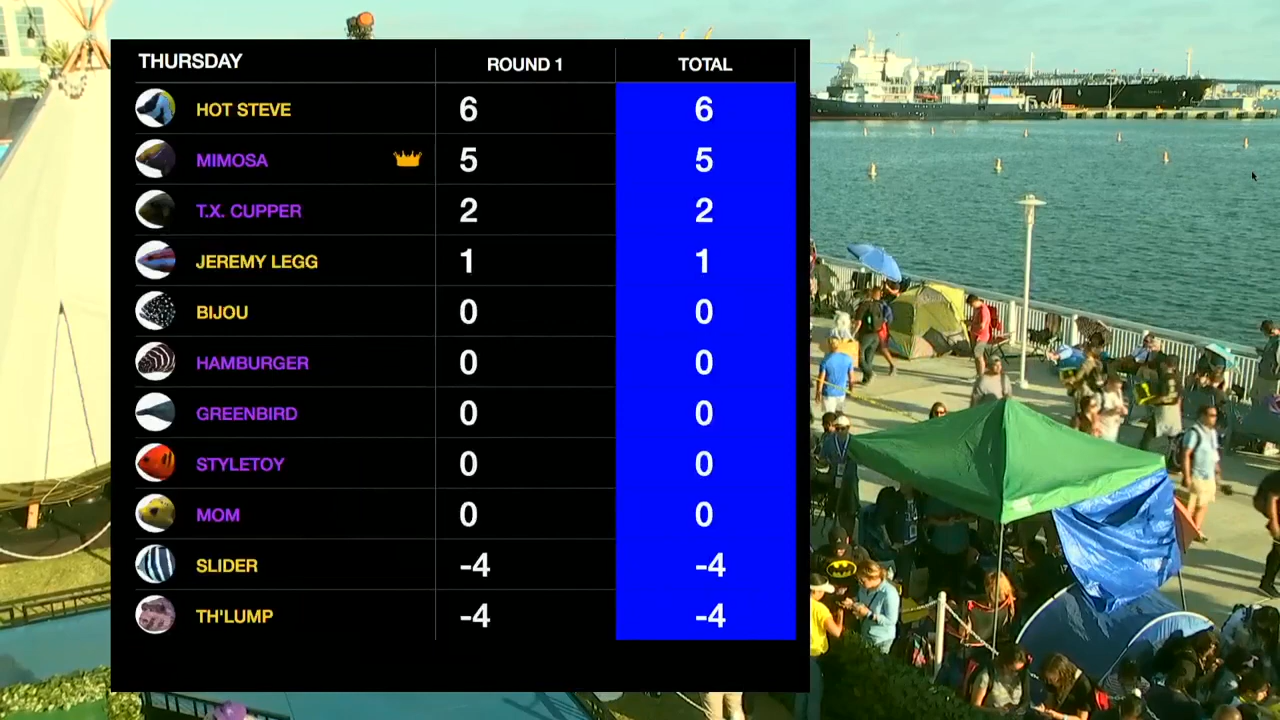 THURSDAY ROUND 1 TOTAL
HOT STEVE 6 6
MIMOSA 5 5
T.X. CUPPER 2 2
JEREMY LEGG 1 1
BIJOU 0 0
HAMBURGER 0 0
GREENBIRD 0 0
STYLETOY 0 0
MOM 0 0
SLIDER -4 -4
TH'LUMP -4 -4